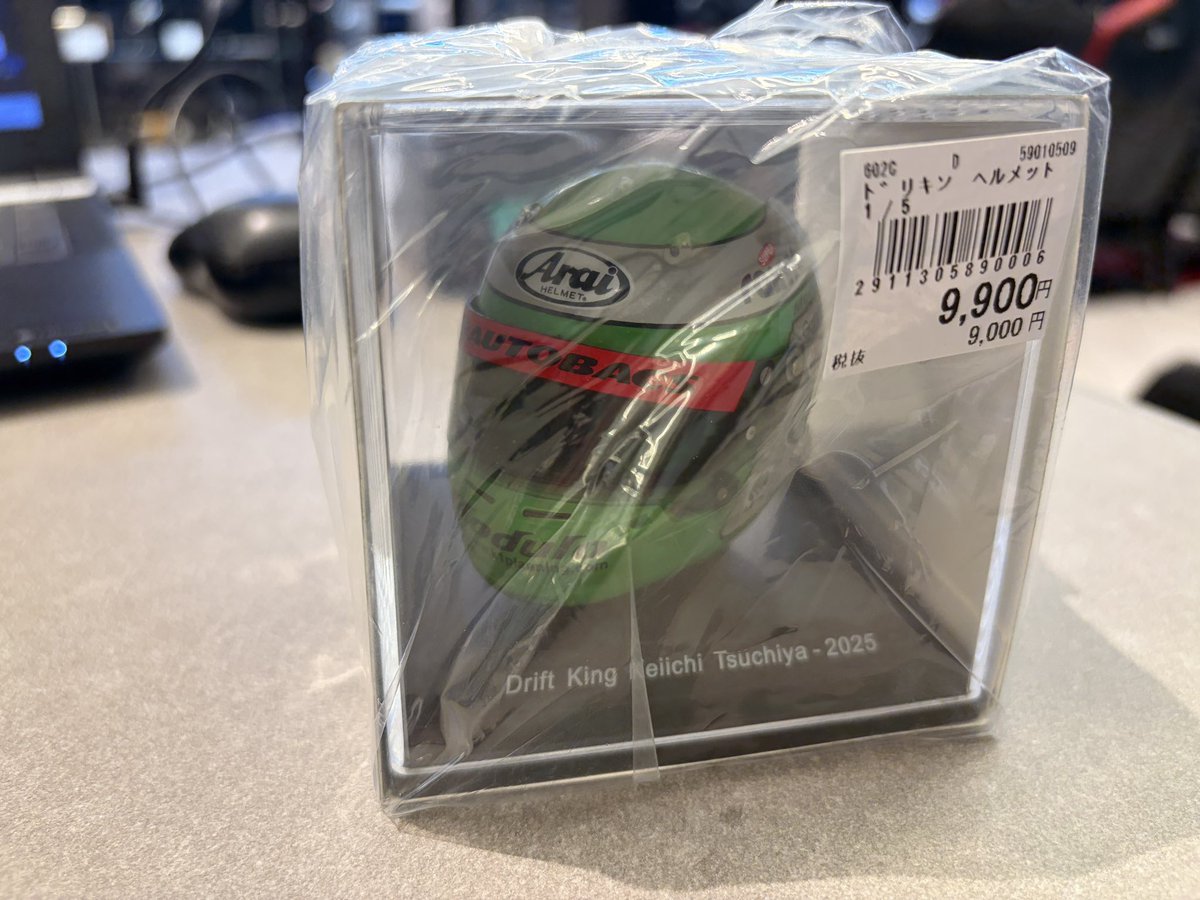 602G D 59010509
ドリキン ヘルメット
1/5
2911305890006
9,900円
9,000円
税抜
Arai
HELMET
AUTOBACS
Drift King Keiichi Tsuchiya - 2025